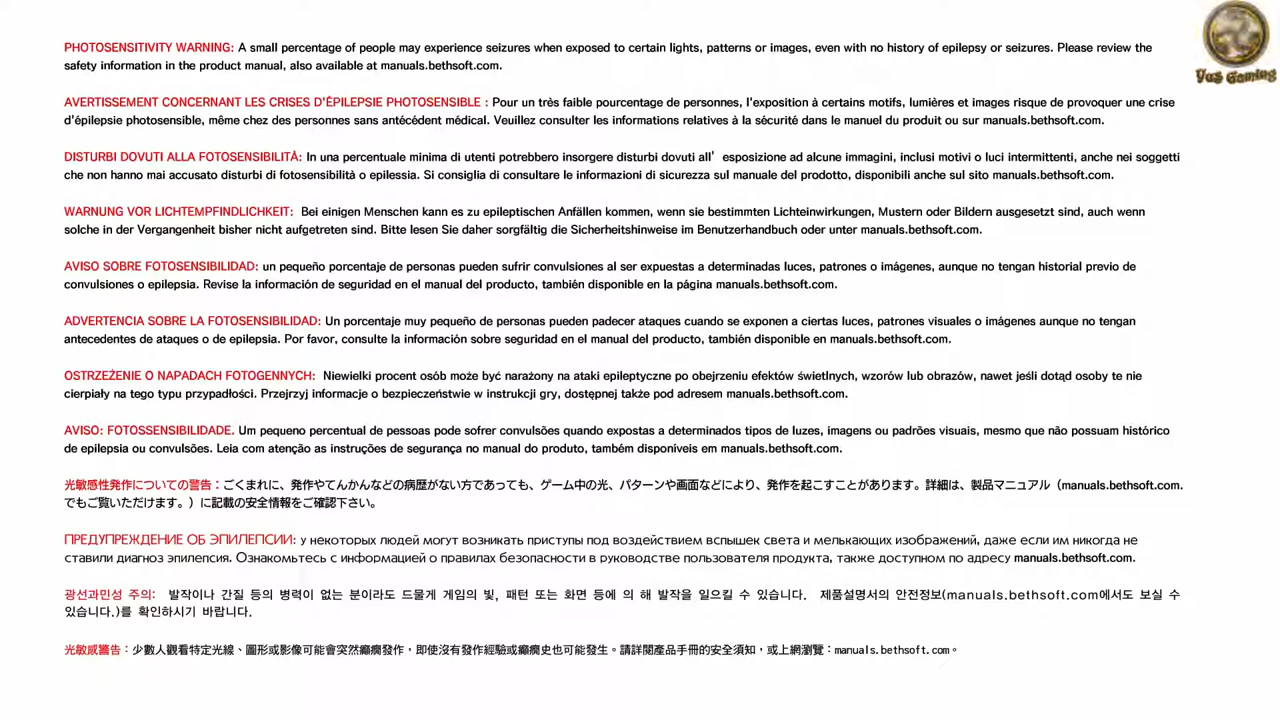 PHOTOSENSITIVITY WARNING: A small percentage of people may experience seizures when exposed to certain lights, patterns or images, even with no history of epilepsy or seizures. Please review the
safety information in the product manual, also available at manuals.bethsoft.com.
AVERTISSEMENT CONCERNANT LES CRISES D'ÉPILEPSIE PHOTOSENSIBLE : Pour un très faible pourcentage de personnes, l'exposition à certains motifs, lumières et images risque de provoquer une crise
d'épilepsie photosensible, même chez des personnes sans antécédent médical. Veuillez consulter les informations relatives à la sécurité dans le manuel du produit ou sur manuals.bethsoft.com.
DISTURBI DOVUTI ALLA FOTOSENSIBILITÀ: In una percentuale minima di utenti potrebbero insorgere disturbi dovuti all' esposizione ad alcune immagini, inclusi motivi o luci intermittenti, anche nei soggetti
che non hanno mai accusato disturbi di fotosensibilità o epilessia. Si consiglia di consultare le informazioni di sicurezza sul manuale del prodotto, disponibili anche sul sito manuals.bethsoft.com.
WARNUNG VOR LICHTEMPFINDLICHKEIT: Bei einigen Menschen kann es zu epileptischen Anfällen kommen, wenn sie bestimmten Lichteinwirkungen, Mustern oder Bildern ausgesetzt sind, auch wenn
solche in der Vergangenheit bisher nicht aufgetreten sind. Bitte lesen Sie daher sorgfältig die Sicherheitshinweise im Benutzerhandbuch oder unter manuals.bethsoft.com.
AVISO SOBRE FOTOSENSIBILIDAD: un pequeño porcentaje de personas pueden sufrir convulsiones al ser expuestas a determinadas luces, patrones o imágenes, aunque no tengan historial previo de
convulsiones o epilepsia. Revise la información de seguridad en el manual del producto, también disponible en la página manuals.bethsoft.com.
ADVERTENCIA SOBRE LA FOTOSENSIBILIDAD: Un porcentaje muy pequeño de personas pueden padecer ataques cuando se exponen a ciertas luces, patrones visuales o imágenes aunque no tengan
antecedentes de ataques o de epilepsia. Por favor, consulte la información sobre seguridad en el manual del producto, también disponible en manuals.bethsoft.com.
OSTRZEŻENIE O NAPADACH FOTOGENNYCH: Niewielki procent osób może być narażony na ataki epileptyczne po obejrzeniu efektów świetlnych, wzorów lub obrazów, nawet jeśli dotąd osoby te nie
cierpiały na tego typu przypadłości. Przejrzyj informacje o bezpieczeństwie w instrukcji gry, dostępnej także pod adresem manuals.bethsoft.com.
AVISO: FOTOSSENSIBILIDADE. Um pequeno percentual de pessoas pode sofrer convulsões quando expostas a determinados tipos de luzes, imagens ou padrões visuais, mesmo que não possuam histórico
de epilepsia ou convulsões. Leia com atenção as instruções de segurança no manual do produto, também disponíveis em manuals.bethsoft.com.
光敏感性発作についての警告：ごくまれに、発作やてんかんなどの病歴がない方であっても、ゲーム中の光、パターンや画面などにより、発作を起こすことがあります。詳細は、製品マニュアル（manuals.bethsoft.com.
でもご覧いただけます。）に記載の安全情報をご確認下さい。
ПРЕДУПРЕЖДЕНИЕ ОБ ЭПИЛЕПСИИ: у некоторых людей могут возникать приступы под воздействием вспышек света и мелькающих изображений, даже если им никогда не
ставили диагноз эпилепсия. Ознакомьтесь с информацией о правилах безопасности в руководстве пользователя продукта, также доступном по адресу manuals.bethsoft.com.
광선과민성 주의: 발작이나 간질 등의 병력이 없는 분이라도 드물게 게임의 빛, 패턴 또는 화면 등에 의 해 발작을 일으킬 수 있습니다. 제품설명서의 안전정보(manuals.bethsoft.com에서도 보실 수
있습니다.)를 확인하시기 바랍니다.
光敏感警告：少數人觀看特定光線、圖形或影像可能會突然癲癇發作，即使沒有發作經驗或癲癇史也可能發生。請詳閱產品手冊的安全須知，或上網瀏覽：manuals.bethsoft.com。
YuS Gaming